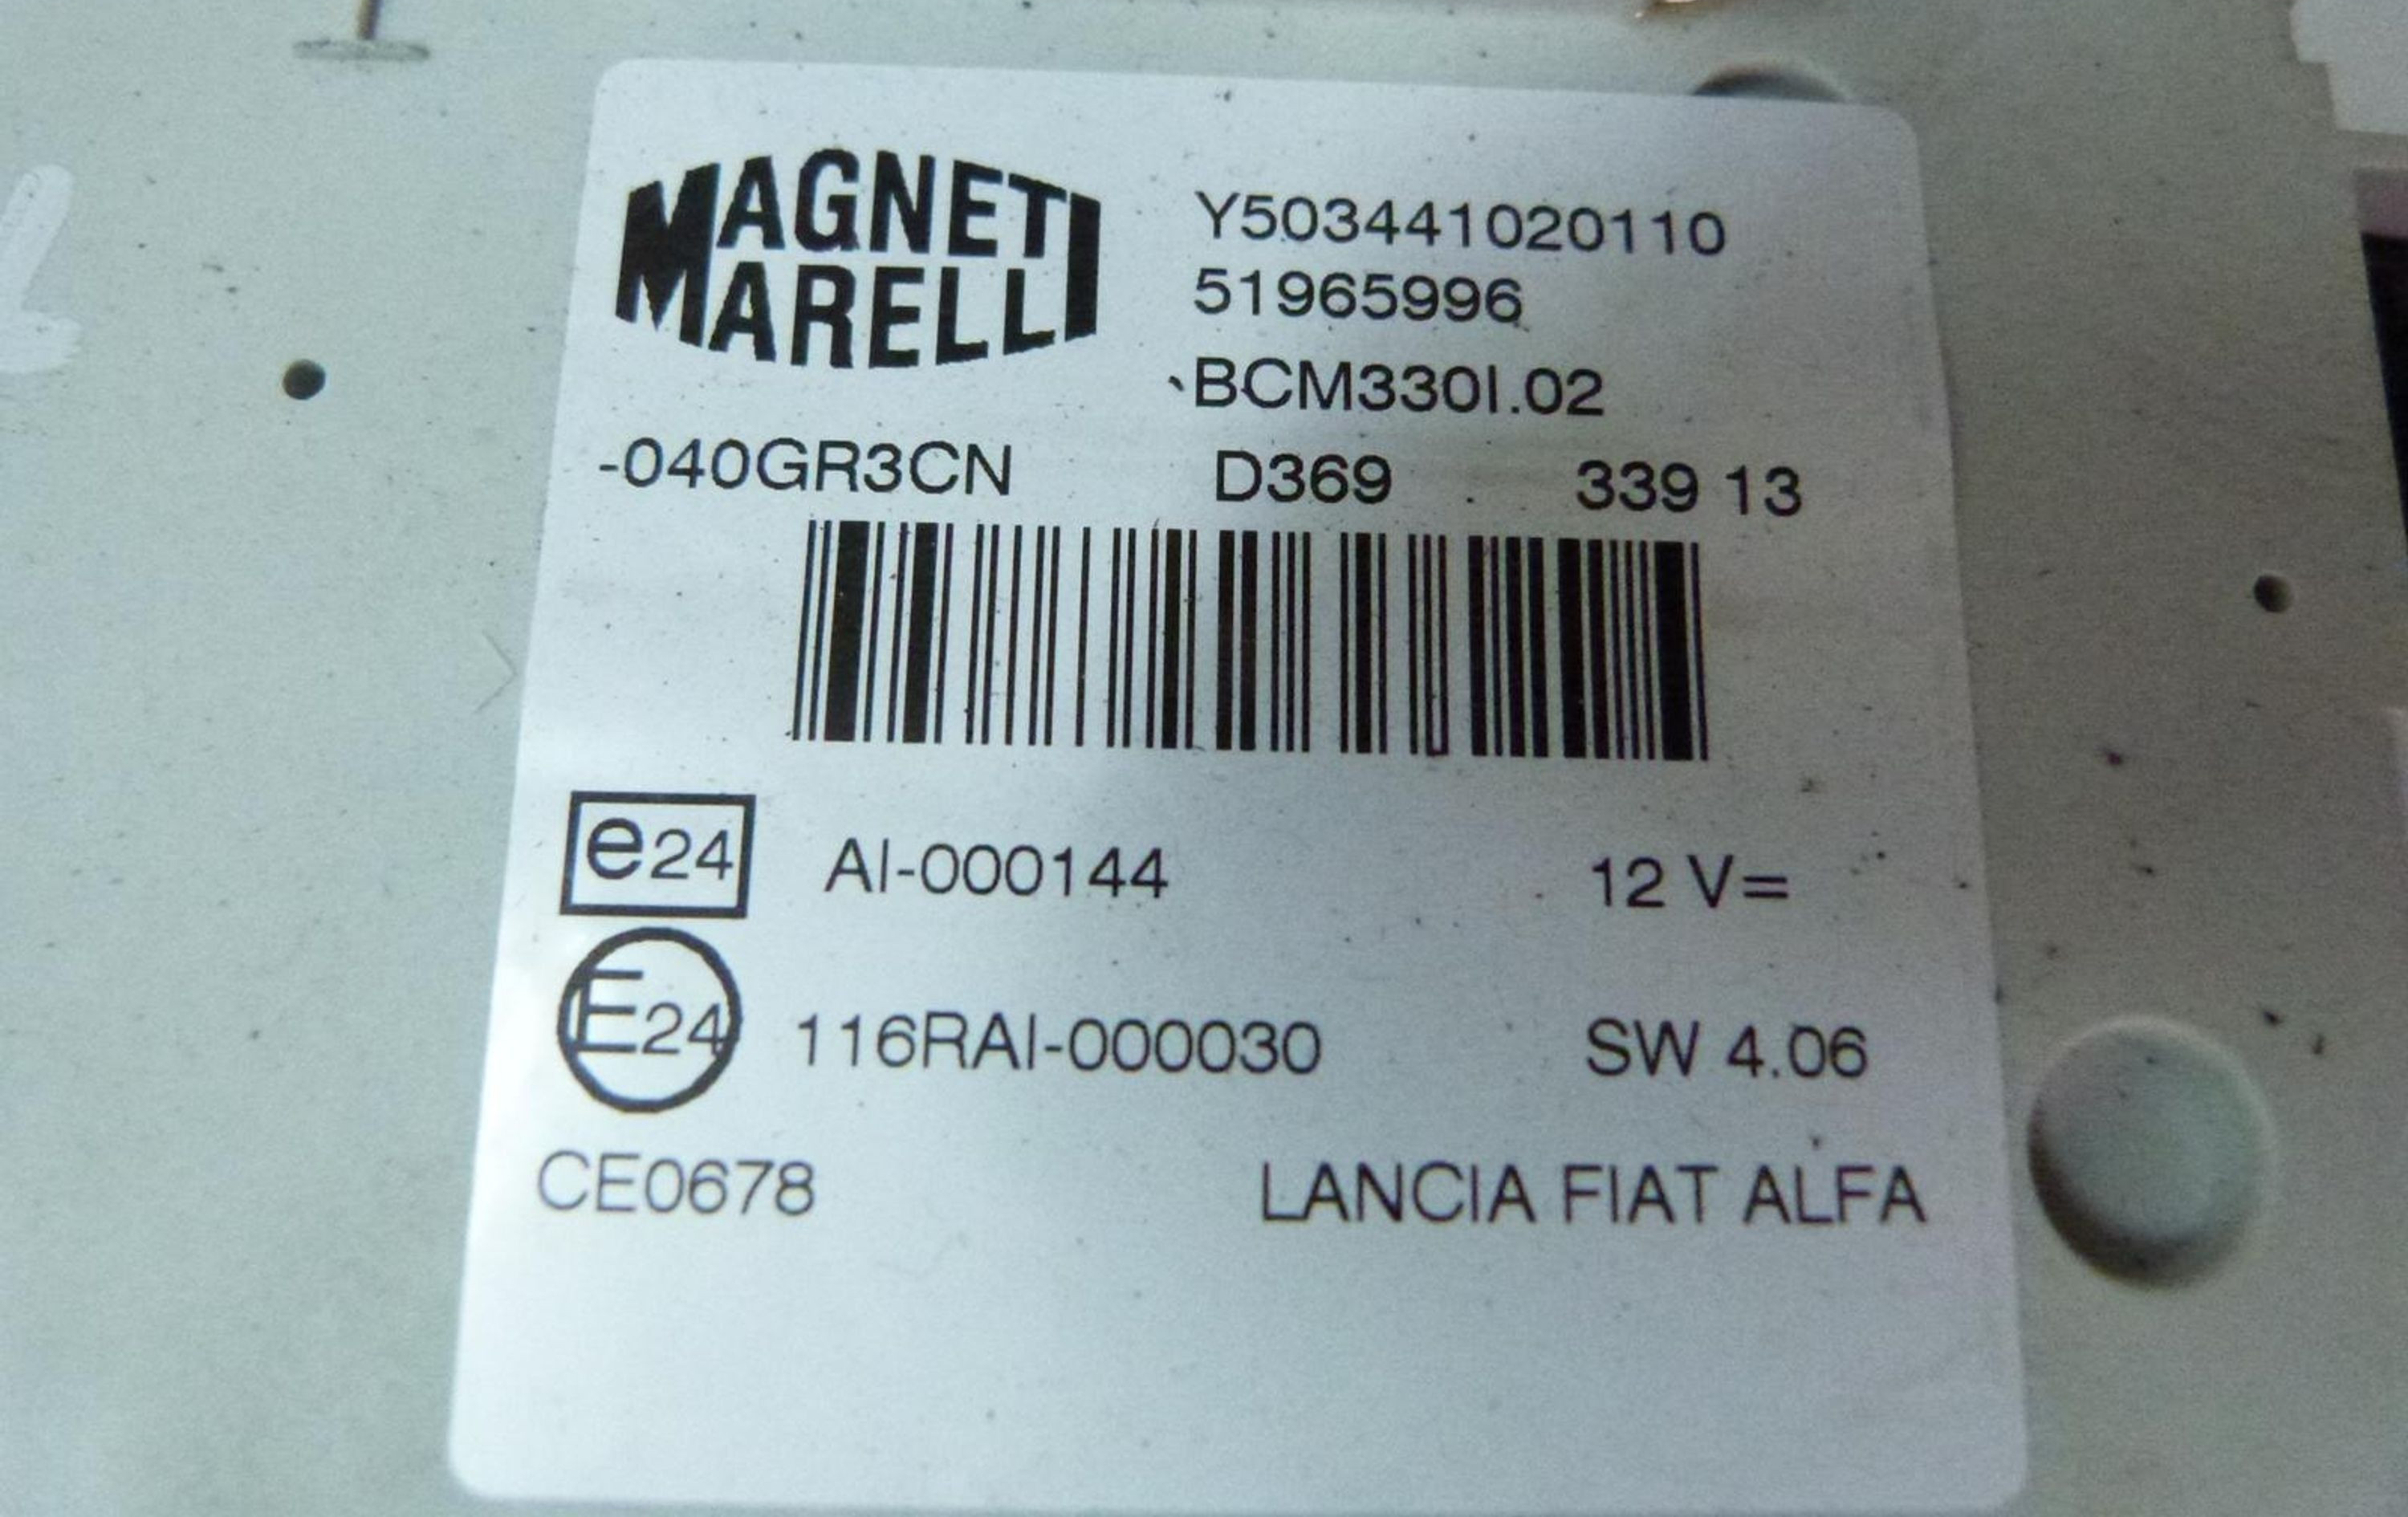 MAGNETI
MARELLI
Y503441020110
51965996
BCM330I.02
-040GR3CN D369 339 13
e24 AI-000144 12 V=
E24 116RAI-000030 SW 4.06
CE0678 LANCIA FIAT ALFA